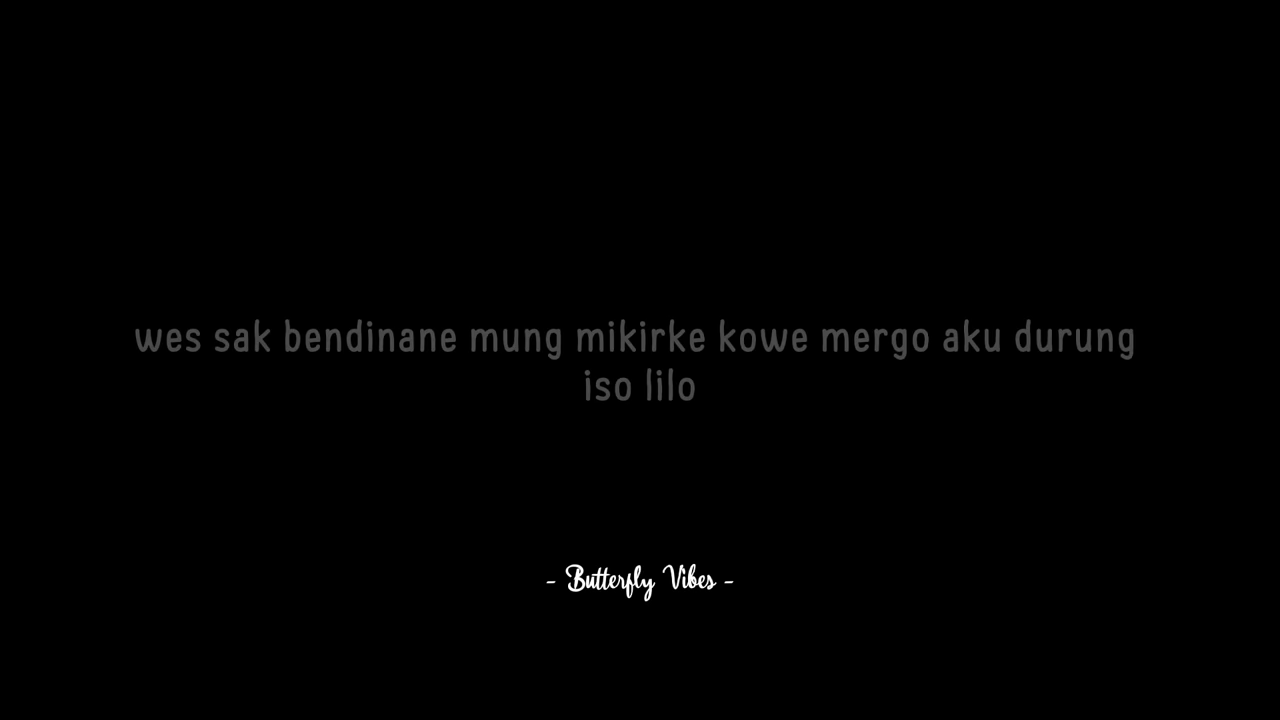 wes sak bendinane mung mikirke kowe mergo aku durung
iso lilo
- Butterfly Vibes -